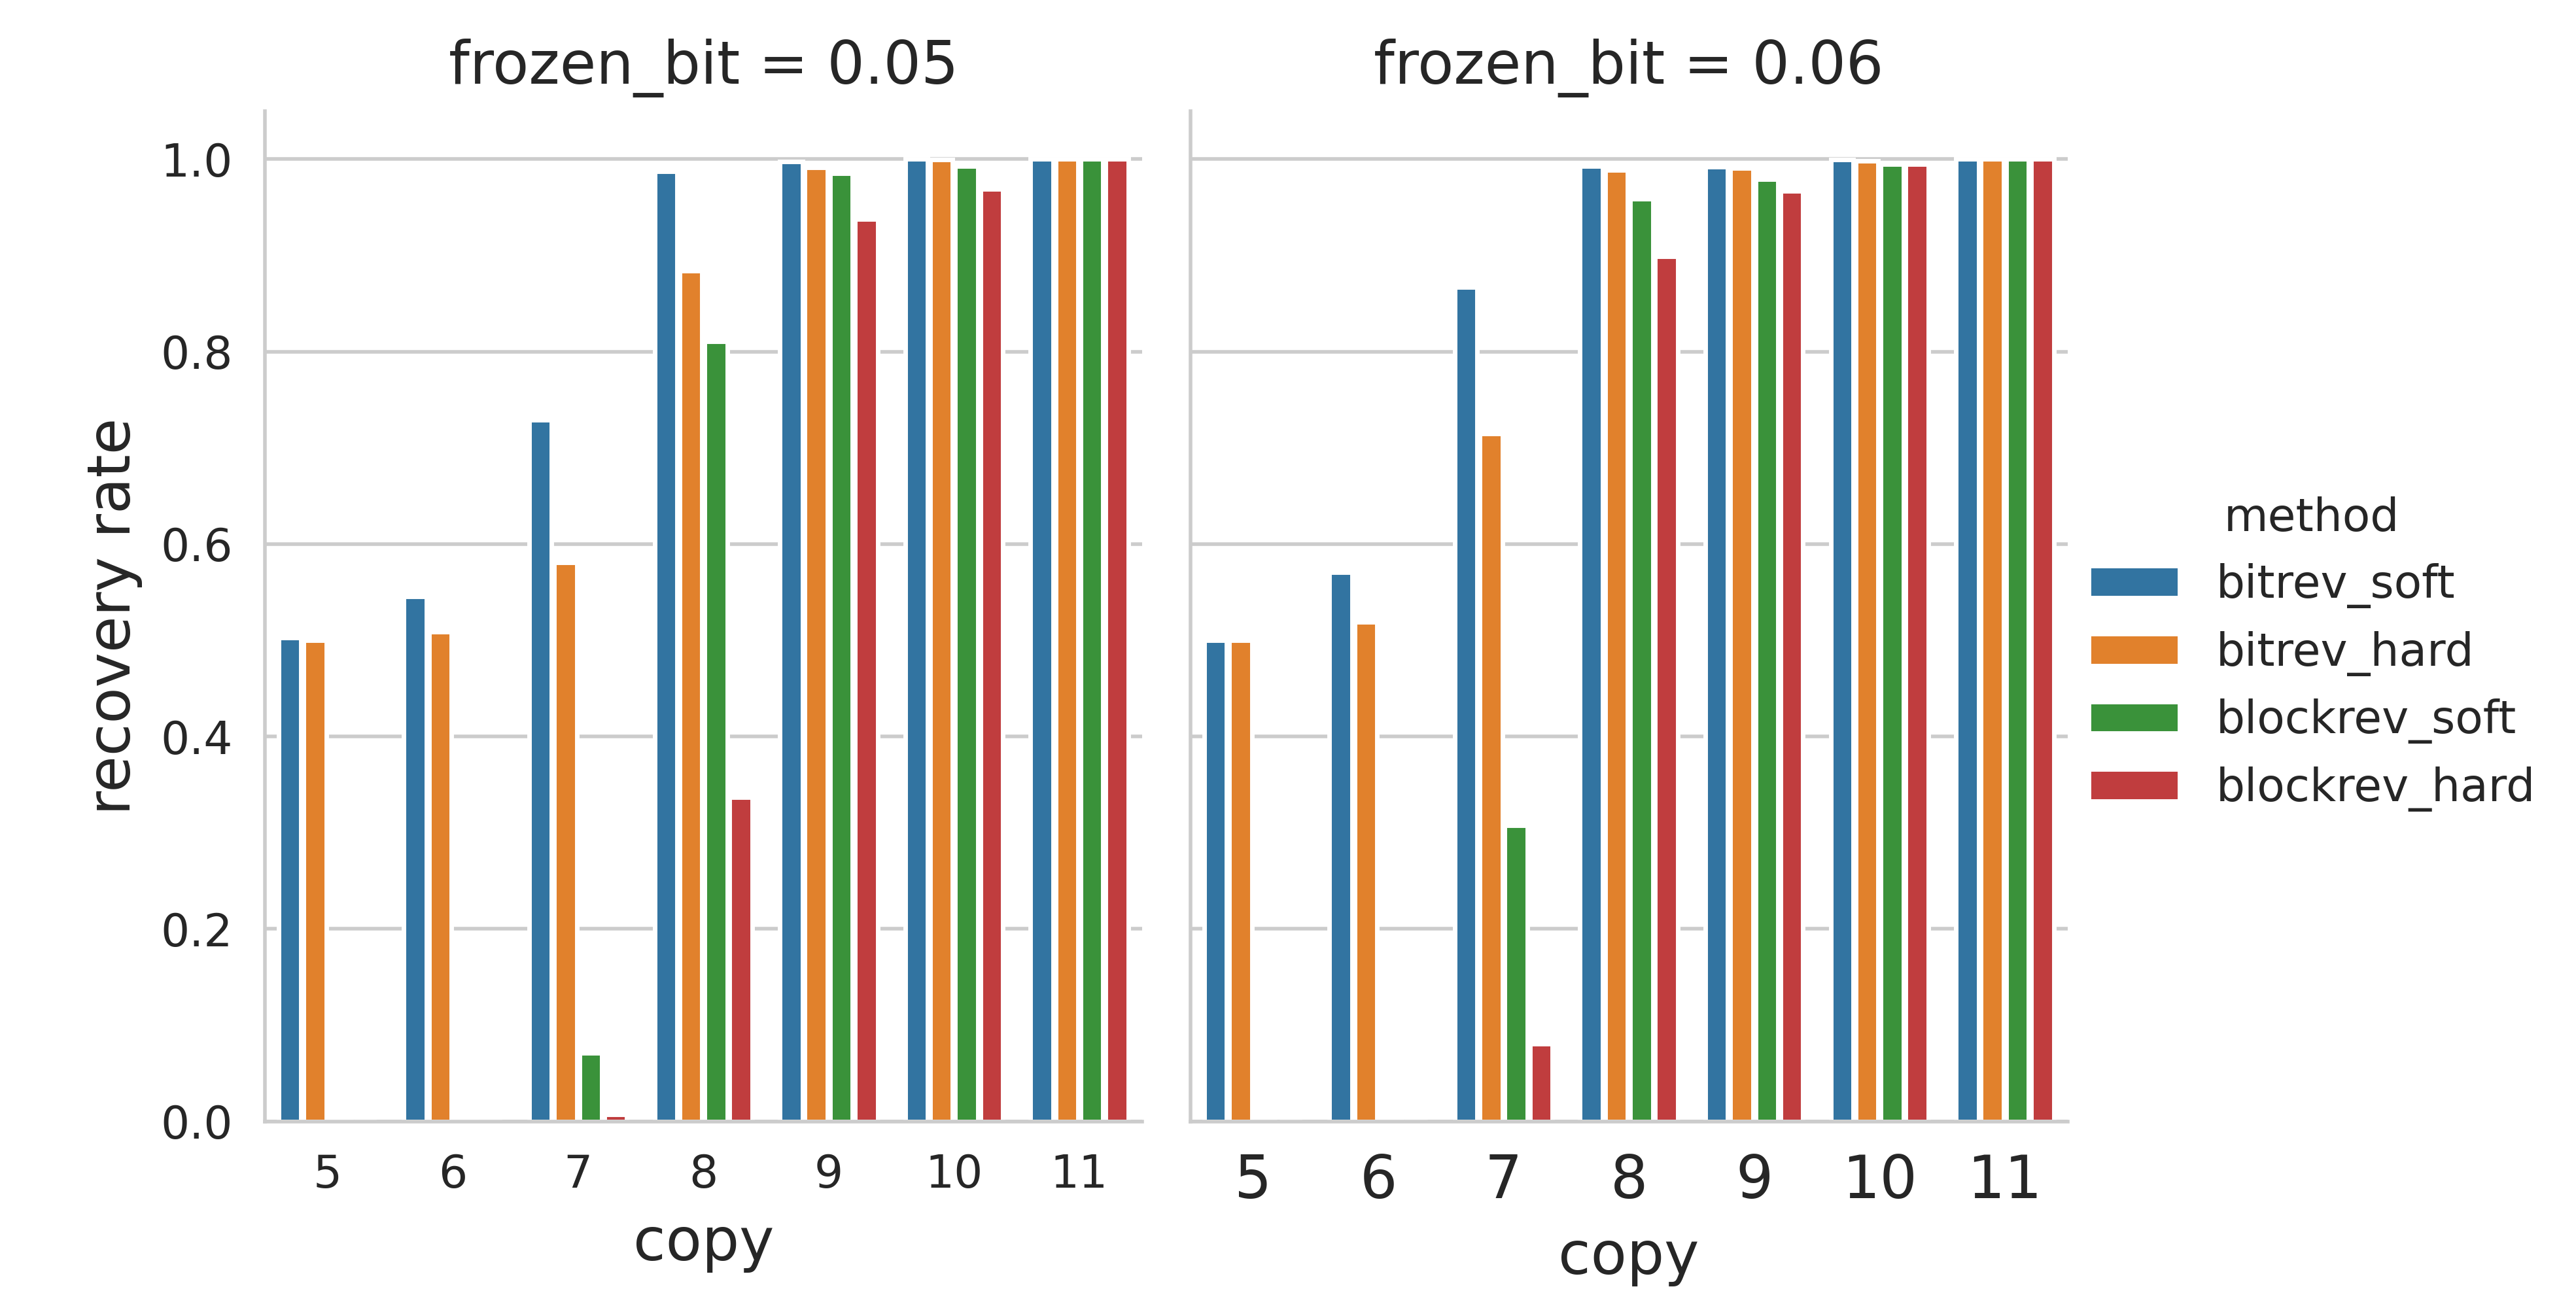 frozen_bit = 0.05
frozen_bit = 0.06
recovery rate
1.0
0.8
0.6
0.4
0.2
0.0
5 6 7 8 9 10 11
copy
5 6 7 8 9 10 11
copy
method
bitrev_soft
bitrev_hard
blockrev_soft
blockrev_hard